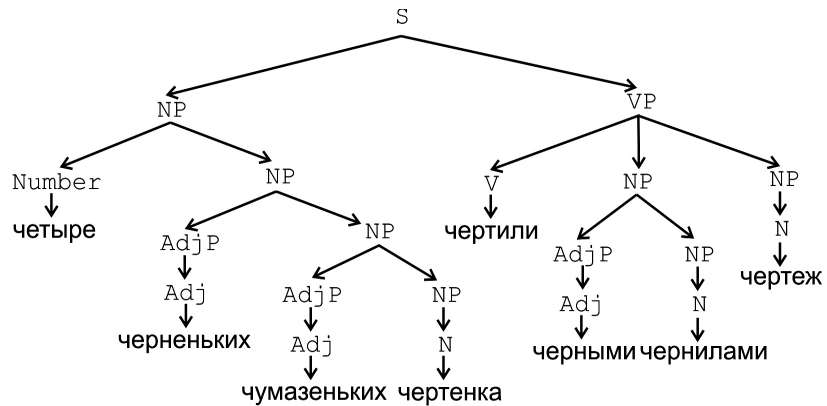 S
NP VP
Number NP V NP NP
четыре AdjP NP чертили AdjP NP N
Adj AdjP NP Adj N чертеж
черненьких Adj N черными чернилами
чумазеньких чертенка